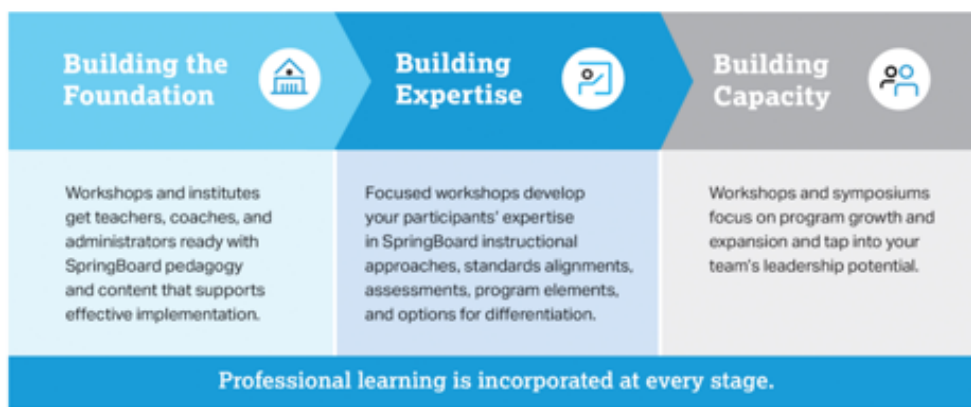 Building the
Foundation
Building
Expertise
Building
Capacity
Workshops and institutes
get teachers, coaches, and
administrators ready with
SpringBoard pedagogy
and content that supports
effective implementation.
Focused workshops develop
your participants’ expertise
in SpringBoard instructional
approaches, standards alignments,
assessments, program elements,
and options for differentiation.
Workshops and symposiums
focus on program growth and
expansion and tap into your
team’s leadership potential.
Professional learning is incorporated at every stage.